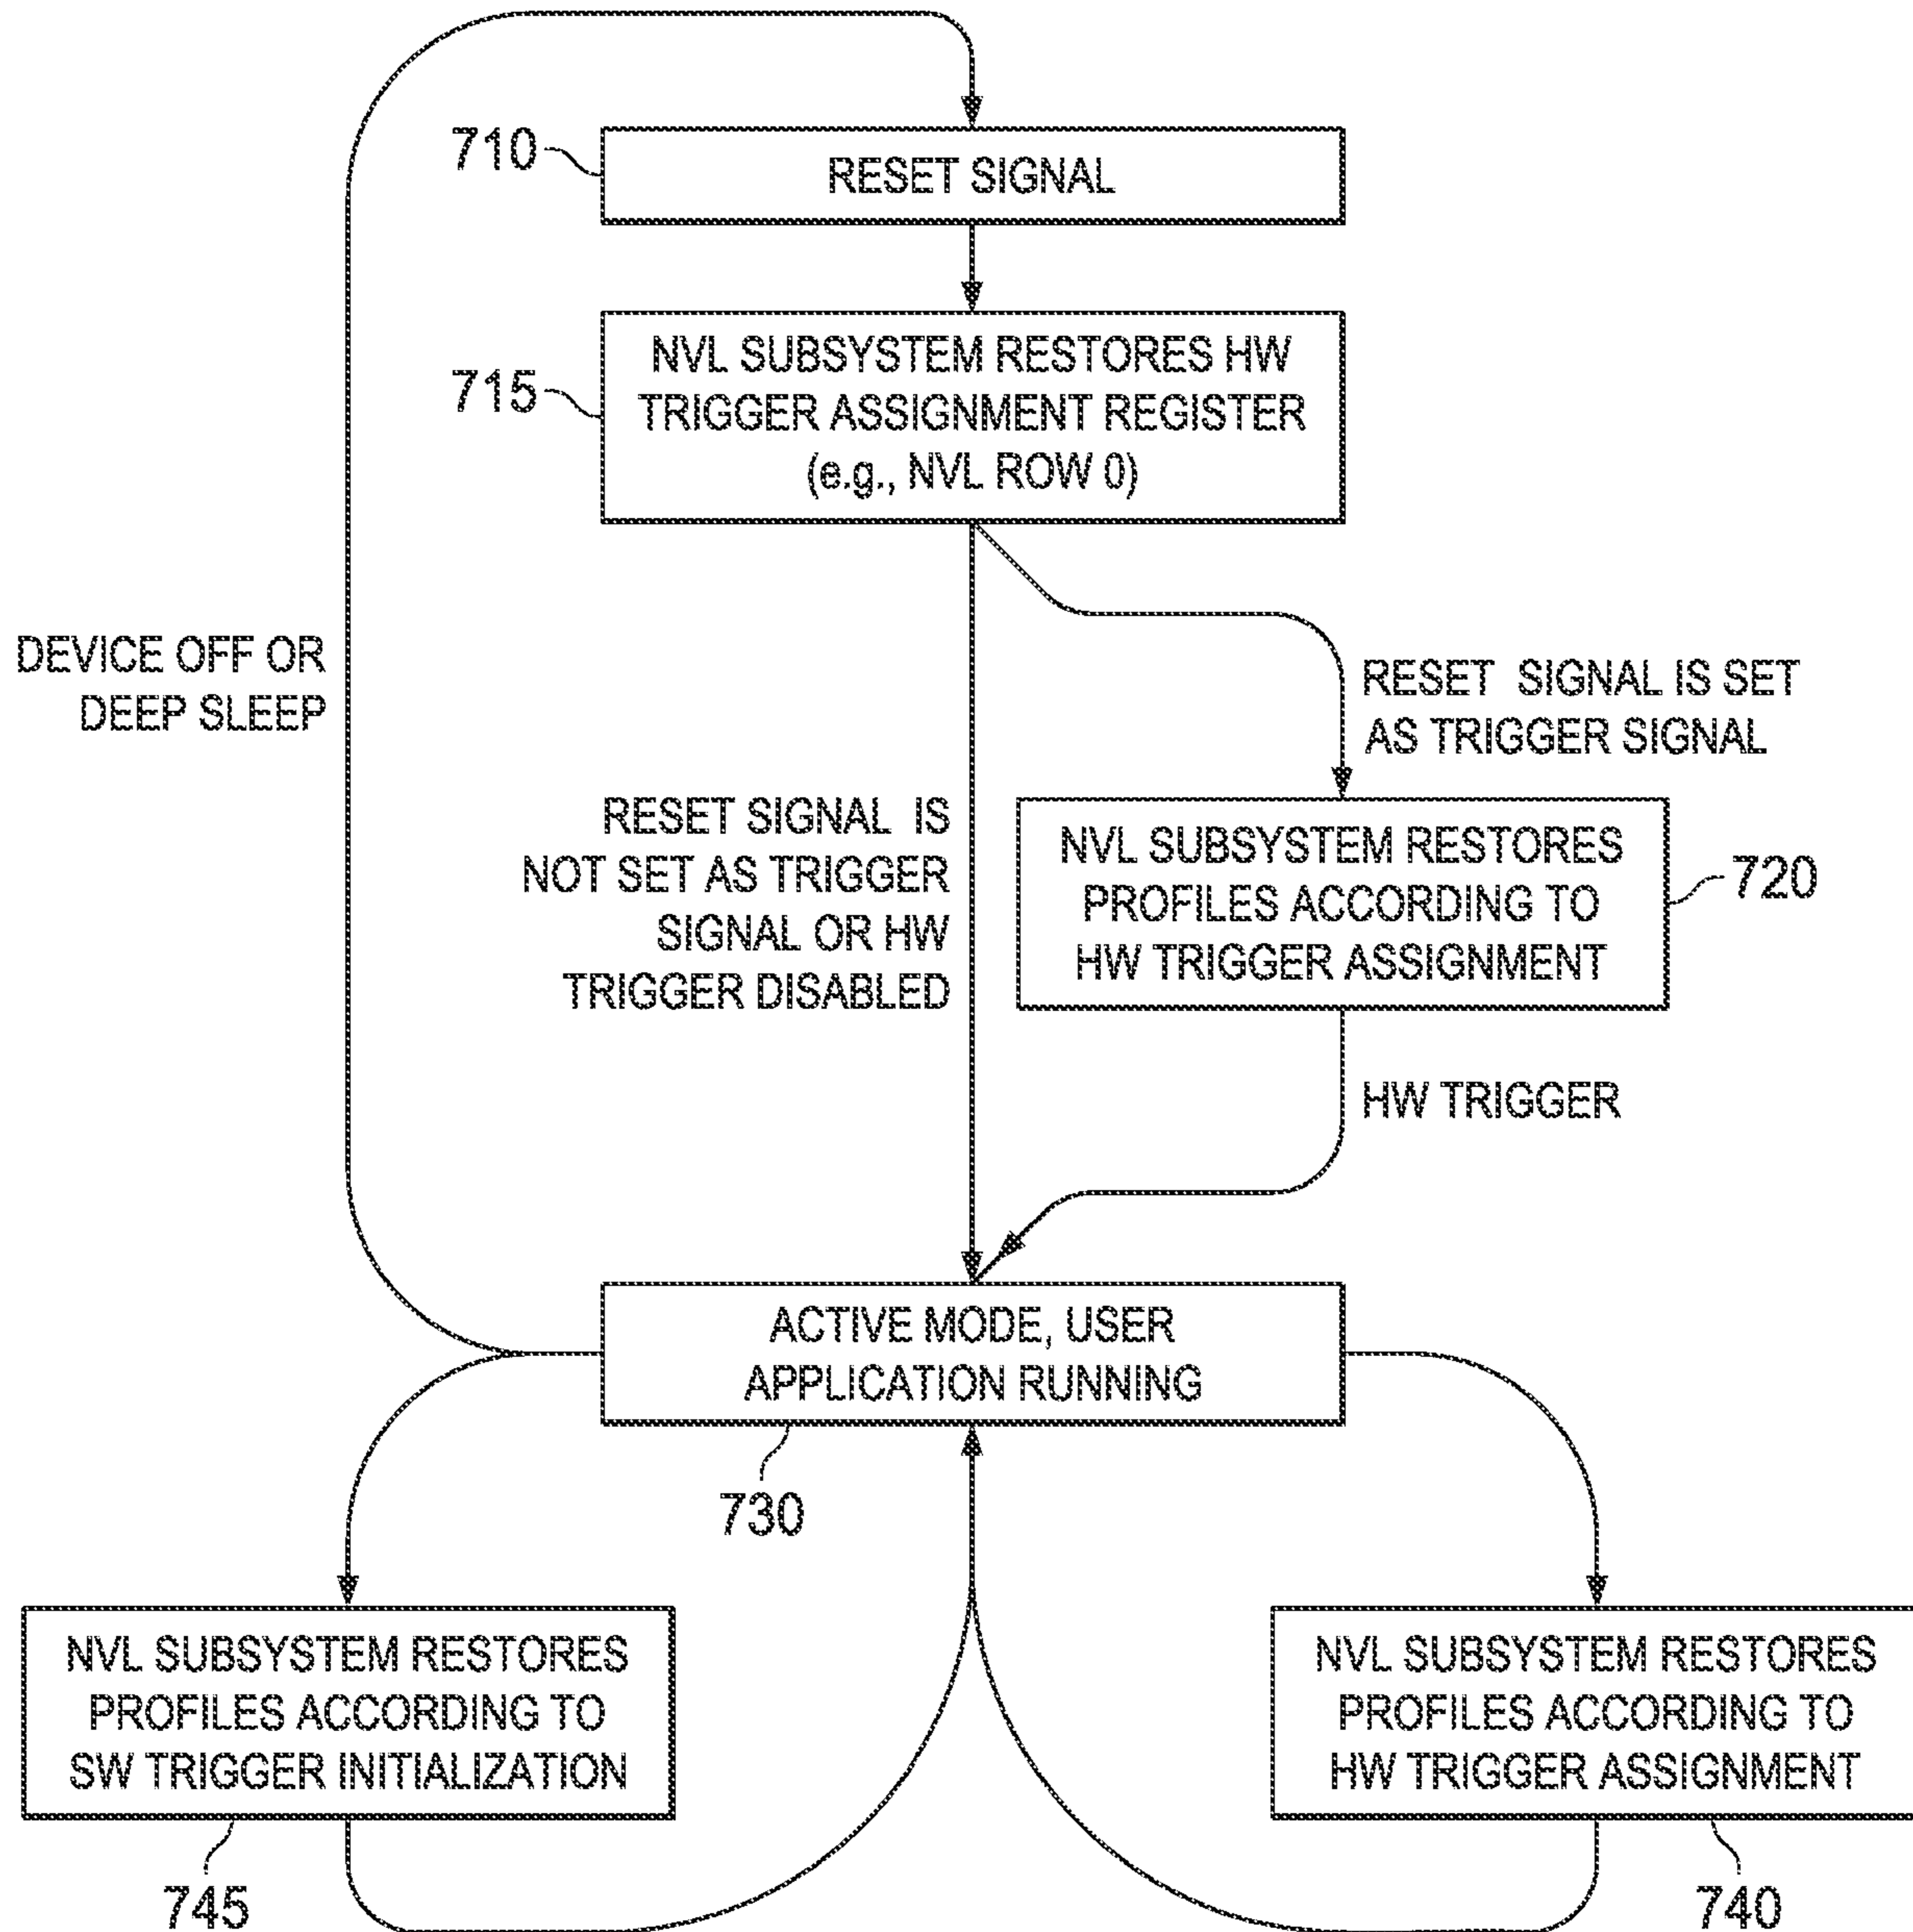 710
RESET SIGNAL
715
NVL SUBSYSTEM RESTORES HW
TRIGGER ASSIGNMENT REGISTER
(e.g., NVL ROW 0)
DEVICE OFF OR
DEEP SLEEP
RESET SIGNAL IS SET
AS TRIGGER SIGNAL
RESET SIGNAL IS
NOT SET AS TRIGGER
SIGNAL OR HW
TRIGGER DISABLED
NVL SUBSYSTEM RESTORES
PROFILES ACCORDING TO
HW TRIGGER ASSIGNMENT
720
HW TRIGGER
ACTIVE MODE, USER
APPLICATION RUNNING
730
NVL SUBSYSTEM RESTORES
PROFILES ACCORDING TO
SW TRIGGER INITIALIZATION
745
NVL SUBSYSTEM RESTORES
PROFILES ACCORDING TO
HW TRIGGER ASSIGNMENT
740